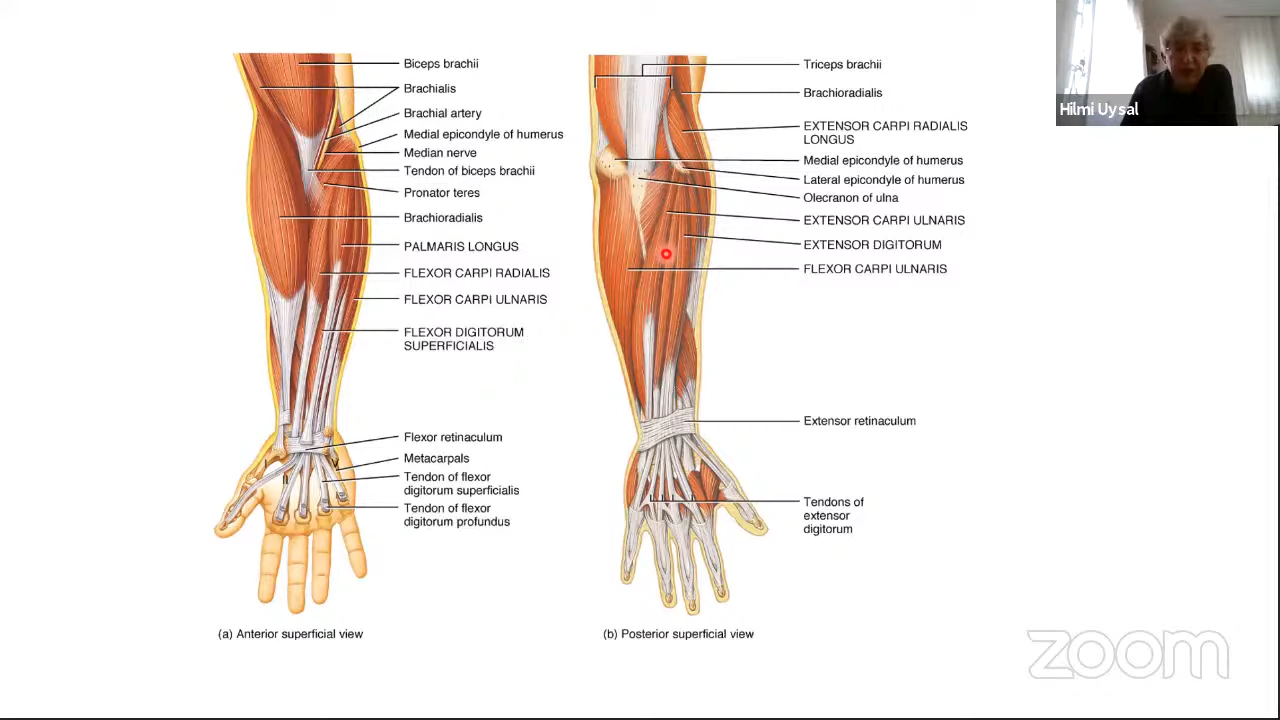 Biceps brachii
Brachialis
Brachial artery
Medial epicondyle of humerus
Median nerve
Tendon of biceps brachii
Pronator teres
Brachioradialis
PALMARIS LONGUS
FLEXOR CARPI RADIALIS
FLEXOR CARPI ULNARIS
FLEXOR DIGITORUM
SUPERFICIALIS
Flexor retinaculum
Metacarpals
Tendon of flexor
digitorum superficialis
Tendon of flexor
digitorum profundus
(a) Anterior superficial view
Triceps brachii
Brachioradialis
EXTENSOR CARPI RADIALIS
LONGUS
Medial epicondyle of humerus
Lateral epicondyle of humerus
Olecranon of ulna
EXTENSOR CARPI ULNARIS
EXTENSOR DIGITORUM
FLEXOR CARPI ULNARIS
Extensor retinaculum
Tendons of
extensor
digitorum
(b) Posterior superficial view
Hilmi Uysal
zoom